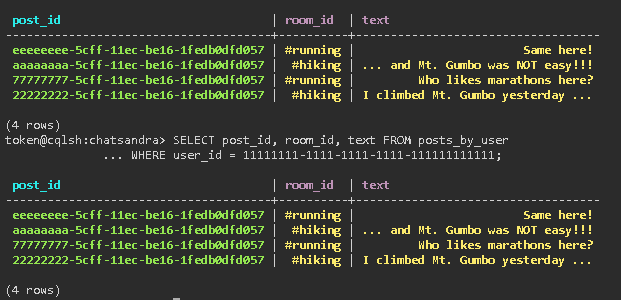 post_id | room_id | text
--------------------------------------+----------+---------------------------------
eeeeeeee-5cff-11ec-be16-1fedb0dfd057 | #running | Same here!
aaaaaaaa-5cff-11ec-be16-1fedb0dfd057 | #hiking | ... and Mt. Gumbo was NOT easy!!!
77777777-5cff-11ec-be16-1fedb0dfd057 | #running | Who likes marathons here?
22222222-5cff-11ec-be16-1fedb0dfd057 | #hiking | I climbed Mt. Gumbo yesterday ...
(4 rows)
token@cqlsh:chatsandra> SELECT post_id, room_id, text FROM posts_by_user
... WHERE user_id = 11111111-1111-1111-1111-111111111111;
post_id | room_id | text
--------------------------------------+----------+---------------------------------
eeeeeeee-5cff-11ec-be16-1fedb0dfd057 | #running | Same here!
aaaaaaaa-5cff-11ec-be16-1fedb0dfd057 | #hiking | ... and Mt. Gumbo was NOT easy!!!
77777777-5cff-11ec-be16-1fedb0dfd057 | #running | Who likes marathons here?
22222222-5cff-11ec-be16-1fedb0dfd057 | #hiking | I climbed Mt. Gumbo yesterday ...
(4 rows)